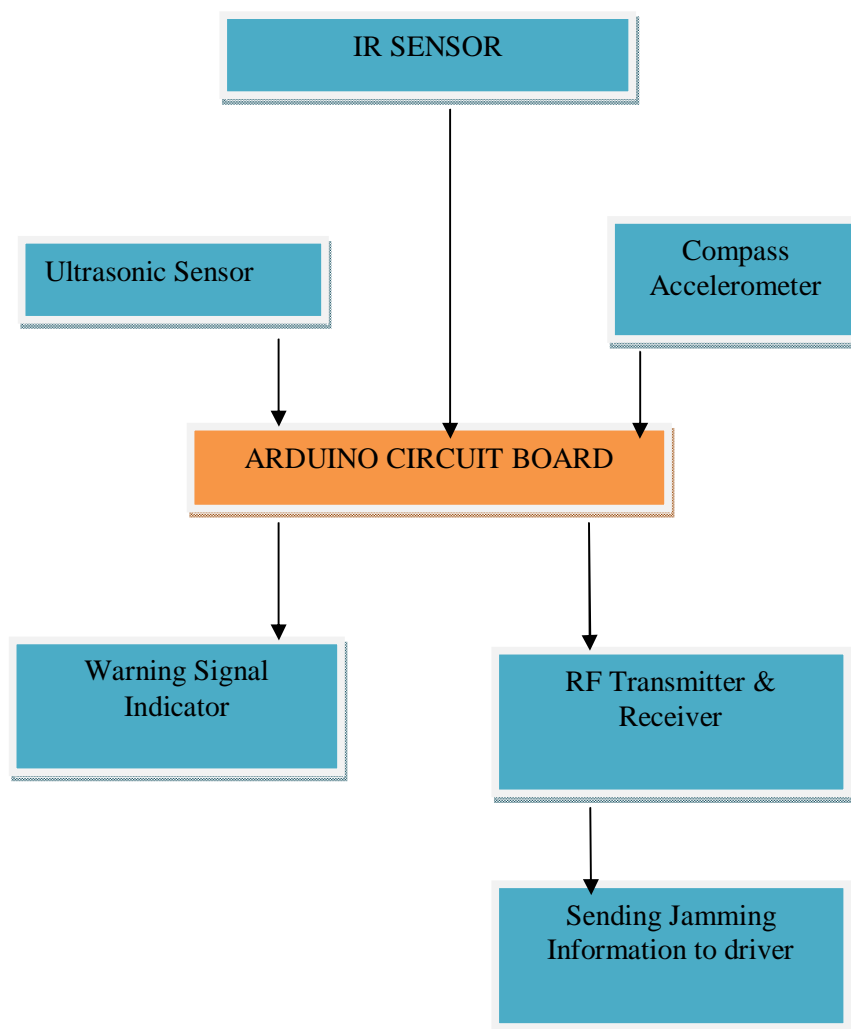 IR SENSOR
Ultrasonic Sensor
Compass
Accelerometer
ARDUINO CIRCUIT BOARD
Warning Signal
Indicator
RF Transmitter &
Receiver
Sending Jamming
Information to driver